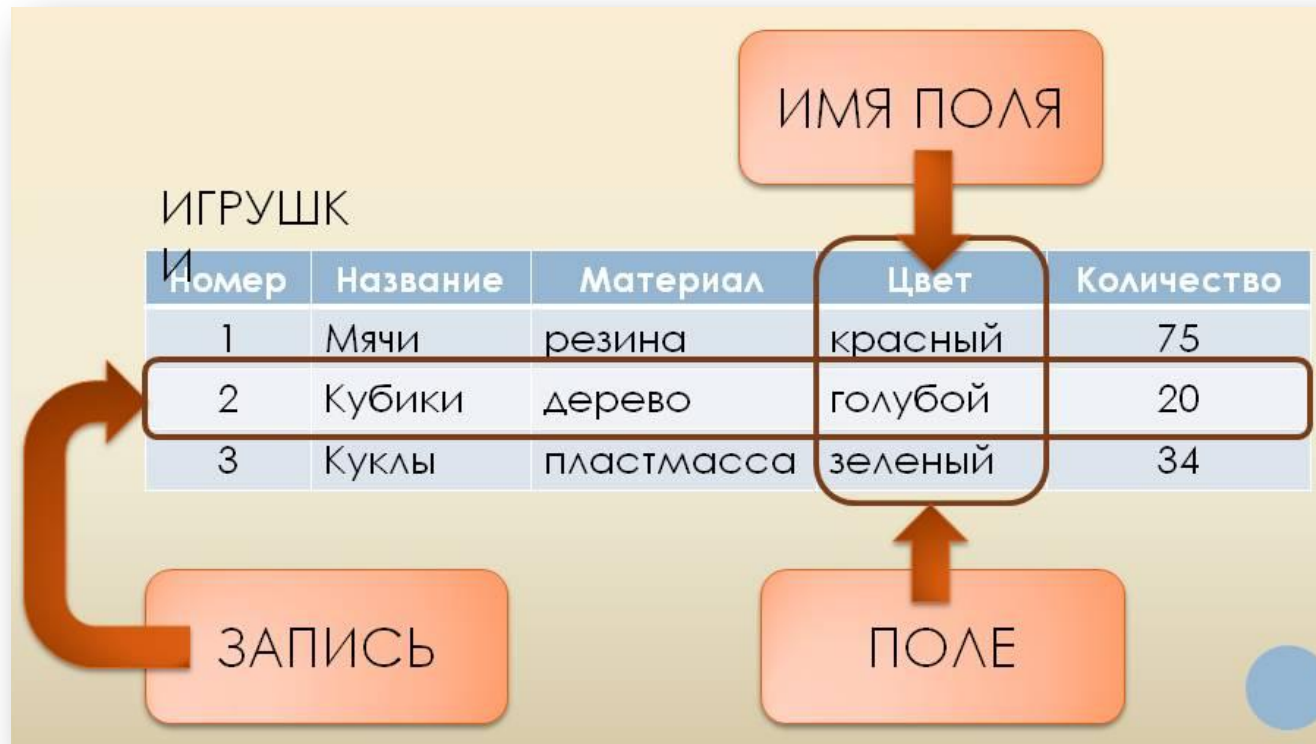 ИМЯ ПОЛЯ
ИГРУШК
И
Номер Название Материал Цвет Количество
1 Мячи резина красный 75
2 Кубики дерево голубой 20
3 Куклы пластмасса зеленый 34
ЗАПИСЬ ПОЛЕ